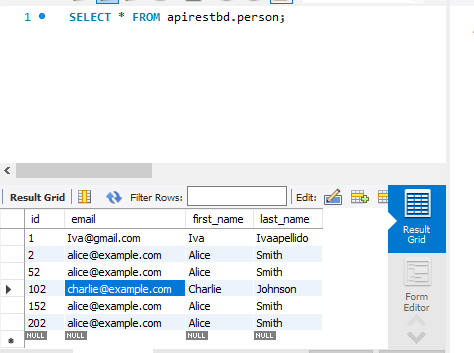 1 SELECT * FROM apirestbd.person;
Result Grid Filter Rows: Edit:
id email first_name last_name
1 Iva@gmail.com Iva Ivaapellido
2 alice@example.com Alice Smith
52 alice@example.com Alice Smith
102 charlie@example.com Charlie Johnson
152 alice@example.com Alice Smith
202 alice@example.com Alice Smith
NULL NULL NULL NULL
Result
Grid
Form
Editor